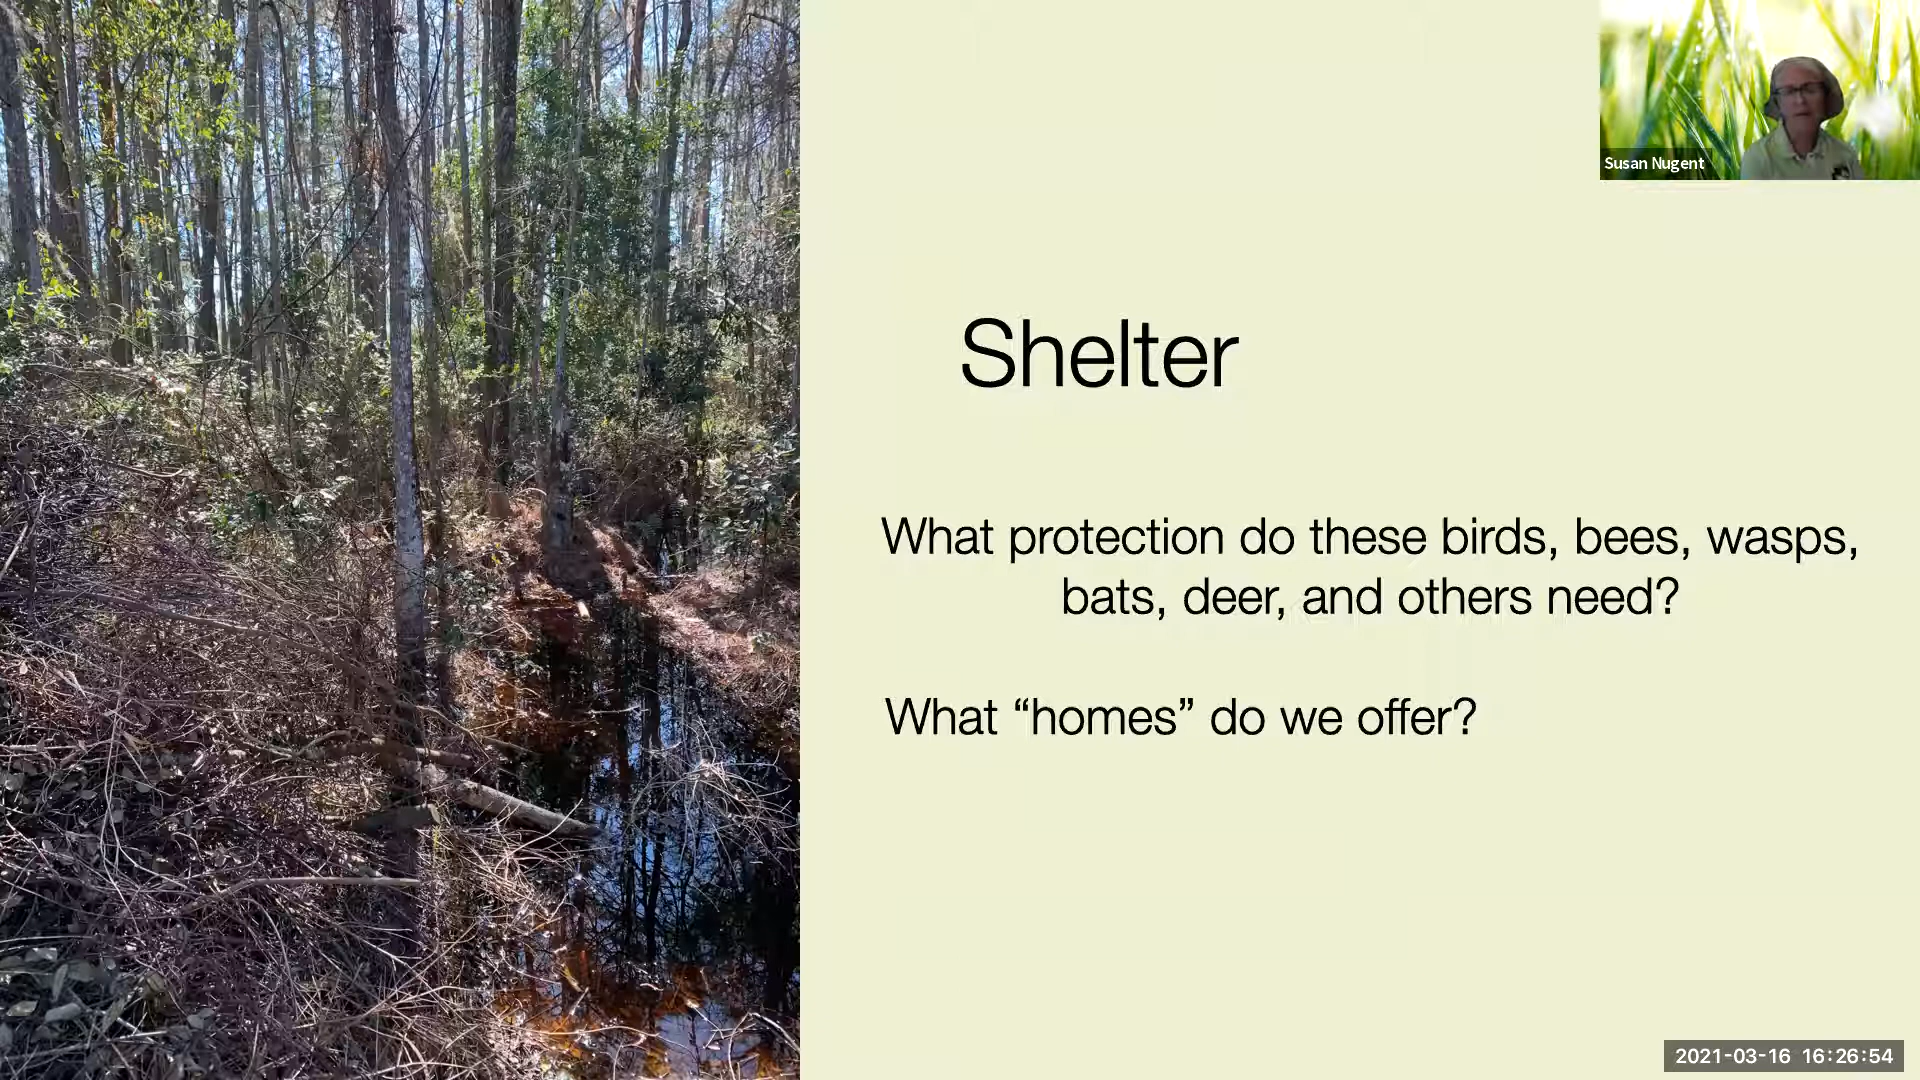 Susan Nugent
Shelter
What protection do these birds, bees, wasps,
bats, deer, and others need?
What “homes” do we offer?
2021-03-16 16:26:54